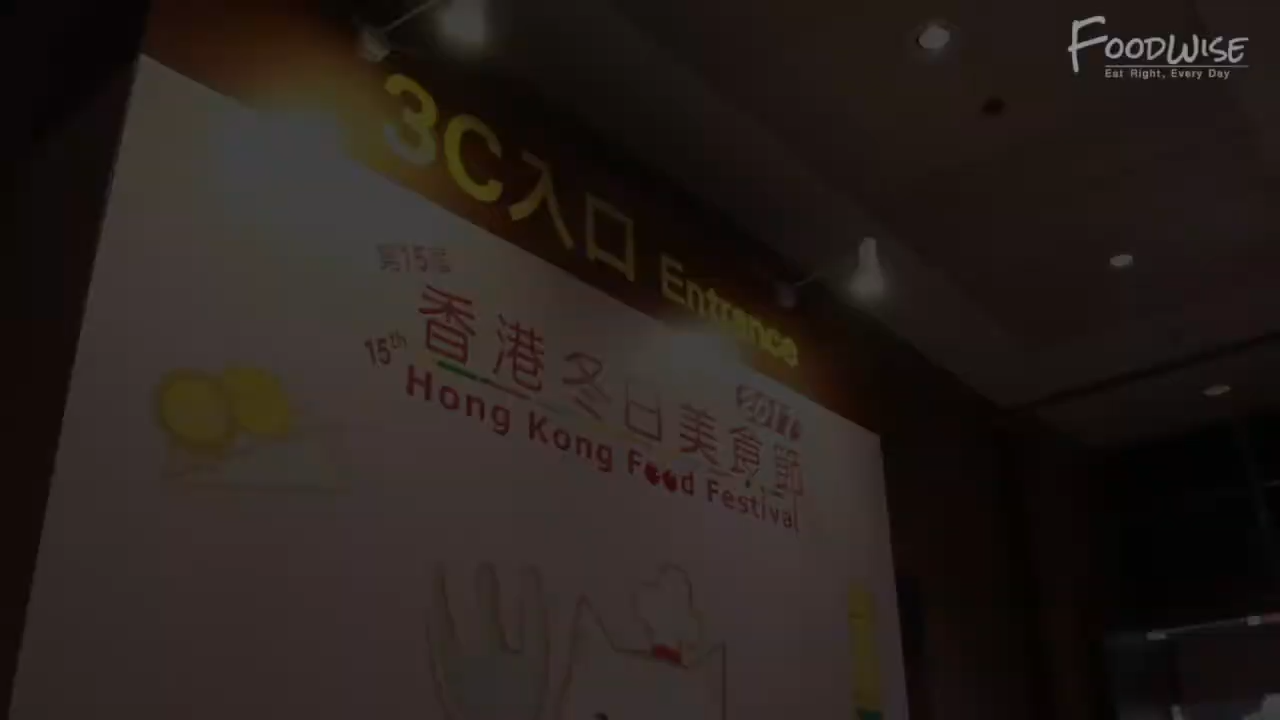 FOODWISE
Eat Right, Every Day
3C入口 Entrance
第15屆
香港冬日美食節
15th Hong Kong Food Festival